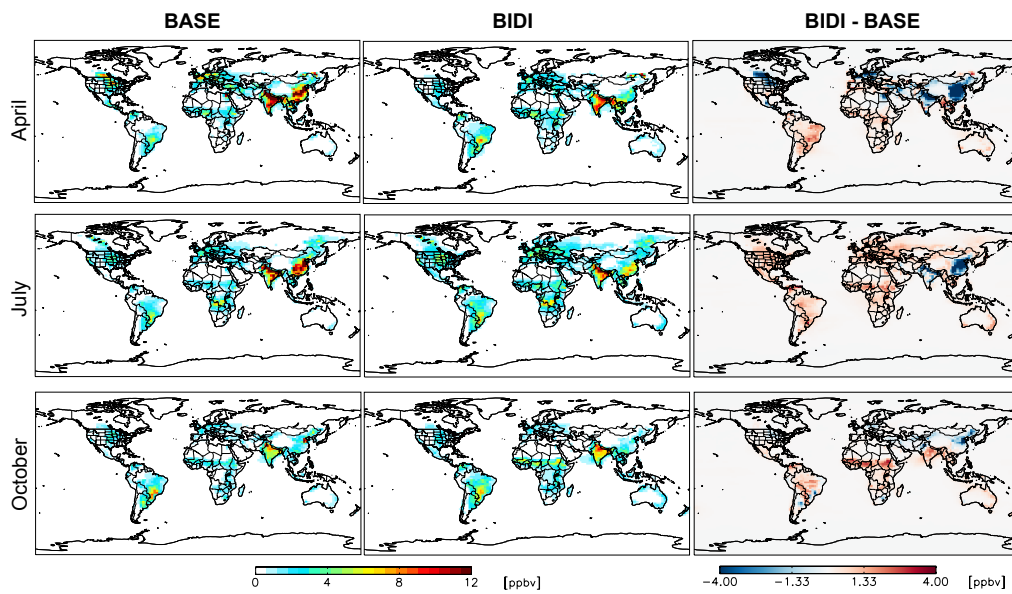 BASE BIDI BIDI - BASE
April
July
October
0 4 8 12 [ppbv] -4.00 -1.33 1.33 4.00 [ppbv]